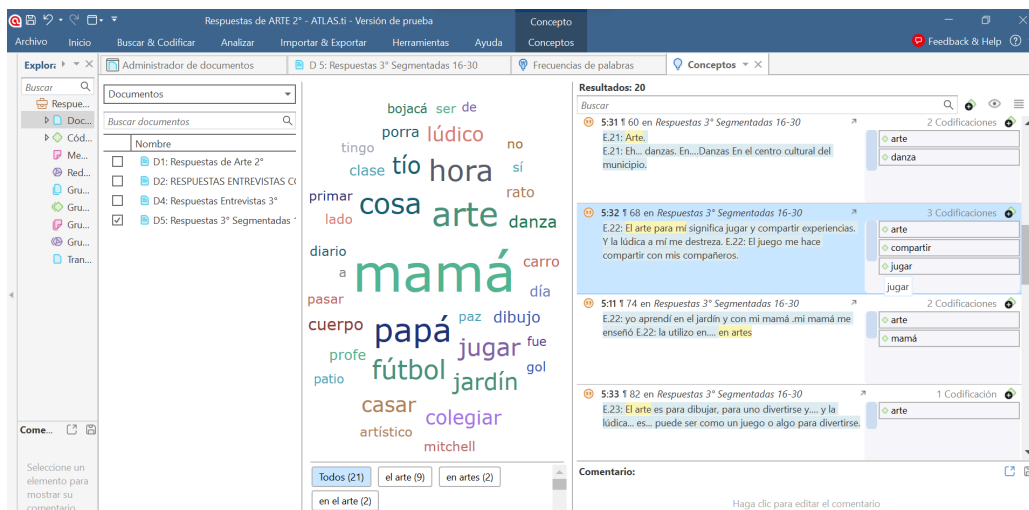 Respuestas de ARTE 2° - ATLAS.ti - Versión de prueba
Concepto
Archivo Inicio Buscar & Codificar Analizar Importar & Exportar Herramientas Ayuda Conceptos
Feedback & Help
Explor
Administrador de documentos
D 5: Respuestas 3° Segmentadas 16-30
Frecuencias de palabras
Conceptos
Buscar
Respue...
Doc...
Cód...
Me...
Red...
Gru...
Gru...
Gru...
Gru...
Tran...
Come...
Seleccione un
elemento para
mostrar su
comentario
Documentos
Buscar documentos
Nombre
D1: Respuestas de Arte 2°
D2: RESPUESTAS ENTREVISTAS
D4: Respuestas Entrevistas 3°
D5: Respuestas 3° Segmentadas
bojacá ser de
porra lúdico
tingo no
clase tío hora sí
primar cosa rato
lado arte danza
diario
a mamá carro
pasar día
cuerpo papá paz dibujo
profe jugar fue
patio fútbol jardín gol
casar
colegiar
artístico
mitchell
Todos (21)
el arte (9)
en artes (2)
en el arte (2)
Resultados: 20
Buscar
5:31 ¶ 60 en Respuestas 3° Segmentadas 16-30
2 Codificaciones
E.21: Arte.
E.21: Eh... danzas. En....Danzas En el centro cultural del
municipio.
arte
danza
5:32 ¶ 68 en Respuestas 3° Segmentadas 16-30
3 Codificaciones
E.22: El arte para mí significa jugar y compartir experiencias.
Y la lúdica a mí me destreza. E.22: El juego me hace
compartir con mis compañeros.
arte
compartir
jugar
jugar
5:11 ¶ 74 en Respuestas 3° Segmentadas 16-30
2 Codificaciones
E.22: yo aprendí en el jardín y con mi mamá .mi mamá me
enseñó E.22: la utilizo en.... en artes
arte
mamá
5:33 ¶ 82 en Respuestas 3° Segmentadas 16-30
1 Codificación
E.23: El arte es para dibujar, para uno divertirse y.... y la
lúdica... es... puede ser como un juego o algo para divertirse.
arte
Comentario:
Haga clic para editar el comentario